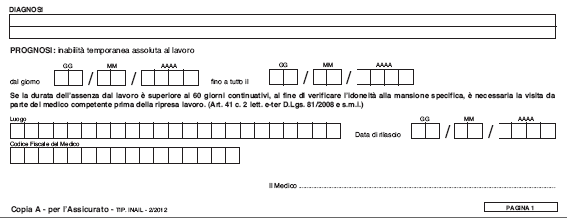 DIAGNOSI
PROGNOSI: inabilità temporanea assoluta al lavoro
GG MM AAAA GG MM AAAA
dal giorno / / fino a tutto il / /
Se la durata dell'assenza dal lavoro è superiore ai 60 giorni continuativi, al fine di verificare l'idoneità alla mansione specifica, è necessaria la visita da
parte del medico competente prima della ripresa lavoro. (Art. 41 c. 2 lett. e-ter D.Lgs. 81/2008 e s.m.i.)
Luogo GG MM AAAA
Data di rilascio / /
Codice Fiscale del Medico
Il Medico ....................................................................................
Copia A - per l'Assicurato - TIP. INAIL - 2/2012 PAGINA 1